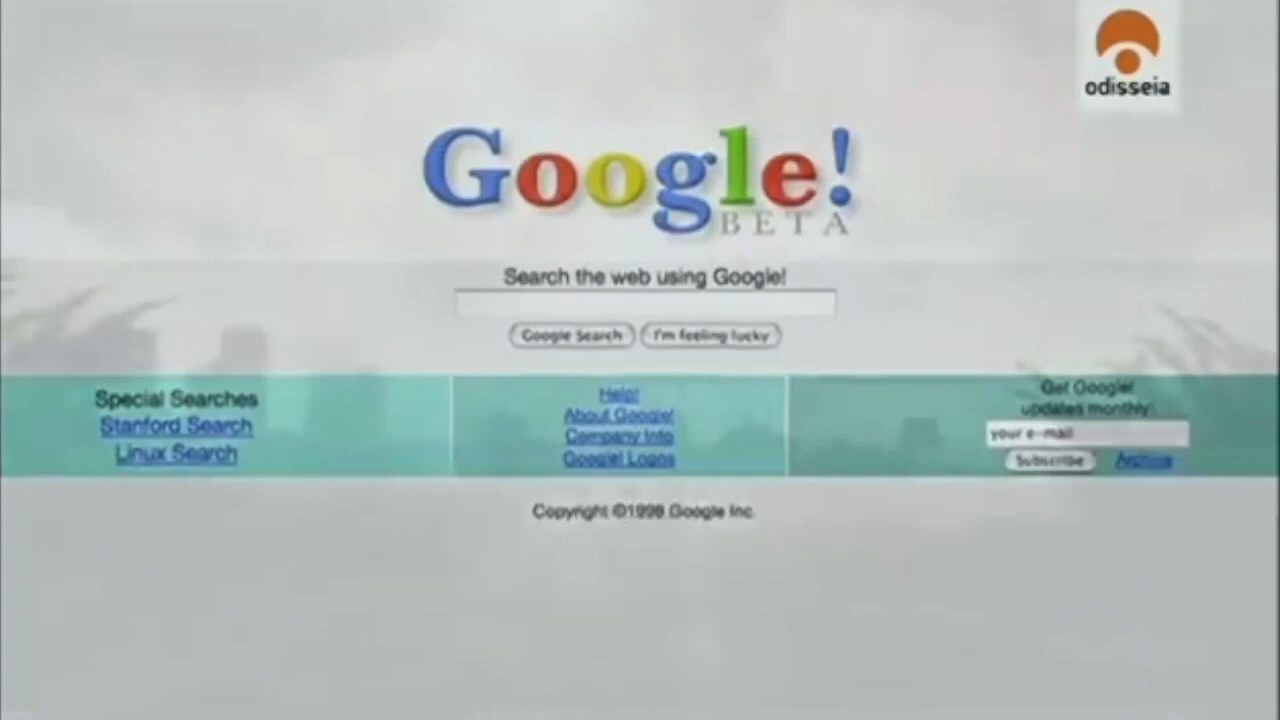 odisseia
Google!
BETA
Search the web using Google!
Google Search I'm feeling lucky
Special Searches
Stanford Search
Linux Search
Help!
About Google!
Company Info
Google! Logos
Get Google!
updates monthly!
your e-mail
Subscribe Archive
Copyright ©1998 Google Inc.